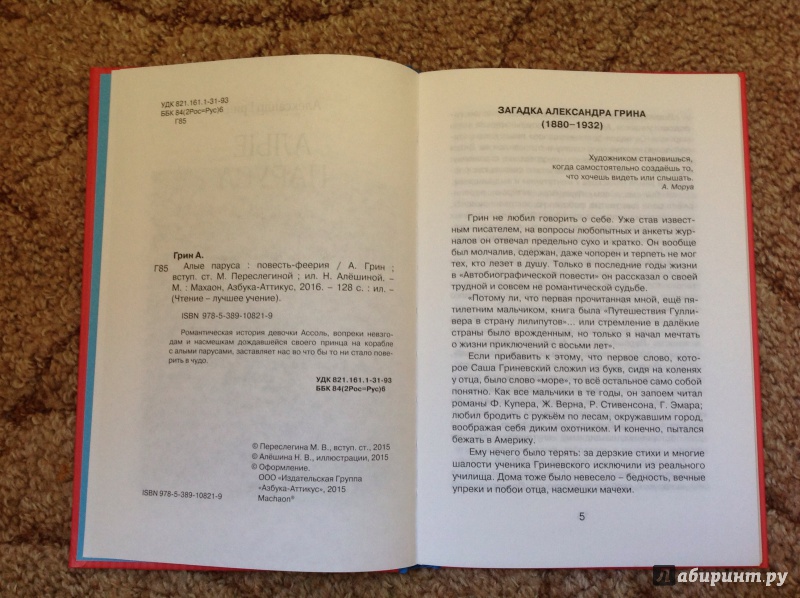 УДК 821.161.1-31-93
ББК 84(2Рос=Рус)6
Г85
АЛЫЕ
Грин А.
Г85 Алые паруса : повесть-феерия / А. Грин ;
вступ. ст. М. Переслегиной ; ил. Н. Алёшиной. –
М. : Махаон, Азбука-Аттикус, 2016. – 128 с. : ил. –
(Чтение – лучшее учение).
ISBN 978-5-389-10821-9
Романтическая история девочки Ассоль, вопреки невзго-
дам и насмешкам дождавшейся своего принца на корабле
с алыми парусами, заставляет нас во что бы то ни стало пове-
рить в чудо.
УДК 821.161.1-31-93
ББК 84(2Рос=Рус)6
© Переслегина М. В., вступ. ст., 2015
© Алёшина Н. В., иллюстрации, 2015
© Оформление.
ООО «Издательская Группа
«Азбука-Аттикус», 2015
Machaon®
ISBN 978-5-389-10821-9
ЗАГАДКА АЛЕКСАНДРА ГРИНА
(1880–1932)
Художником становишься,
когда самостоятельно создаёшь то,
что хочешь видеть или слышать.
А. Моруа
Грин не любил говорить о себе. Уже став извест-
ным писателем, на вопросы любопытных и анкеты жур-
налов он отвечал предельно сухо и кратко. Он вообще
был молчалив, сдержан, даже чопорен и терпеть не мог
тех, кто лезет в душу. Только в последние годы жизни
в «Автобиографической повести» он рассказал о своей
трудной и совсем не романтической судьбе.
«Потому ли, что первая прочитанная мной, ещё пя-
тилетним мальчиком, книга была «Путешествия Гулли-
вера в страну лилипутов»... или стремление в далёкие
страны было врождённым, но только я начал мечтать
о жизни приключений с восьми лет».
Если прибавить к этому, что первое слово, кото-
рое Саша Гриневский сложил из букв, сидя на коленях
у отца, было слово «море», то всё остальное само собой
понятно. Как все мальчики в те годы, он запоем читал
романы Ф. Купера, Ж. Верна, Р. Стивенсона, Г. Эмара;
любил бродить с ружьём по лесам, окружавшим город,
воображая себя диким охотником. И конечно, пытался
бежать в Америку.
Ему нечего было терять: за дерзкие стихи и многие
шалости ученика Гриневского исключили из реального
училища. Дома тоже было невесело – бедность, вечные
упреки и побои отца, насмешки мачехи.
5
Лабиринт.ру